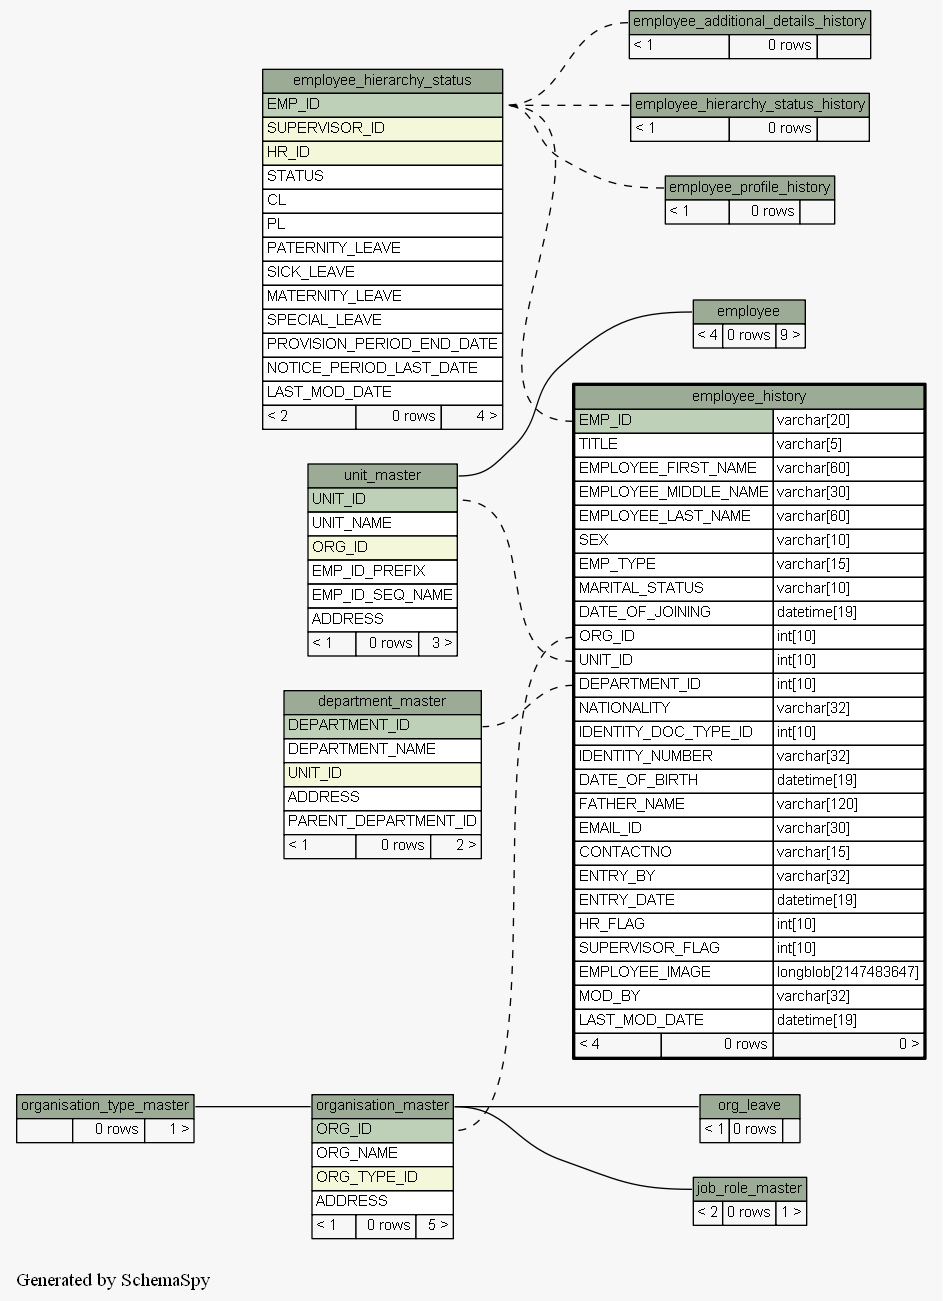 employee_additional_details_history
< 1 0 rows
employee_hierarchy_status
EMP_ID
SUPERVISOR_ID
HR_ID
STATUS
CL
PL
PATERNITY_LEAVE
SICK_LEAVE
MATERNITY_LEAVE
SPECIAL_LEAVE
PROVISION_PERIOD_END_DATE
NOTICE_PERIOD_LAST_DATE
LAST_MOD_DATE
< 2 0 rows 4 >
employee_hierarchy_status_history
< 1 0 rows
employee_profile_history
< 1 0 rows
employee
< 4 0 rows 9 >
employee_history
EMP_ID varchar[20]
TITLE varchar[5]
EMPLOYEE_FIRST_NAME varchar[60]
EMPLOYEE_MIDDLE_NAME varchar[30]
EMPLOYEE_LAST_NAME varchar[60]
SEX varchar[10]
EMP_TYPE varchar[15]
MARITAL_STATUS varchar[10]
DATE_OF_JOINING datetime[19]
ORG_ID int[10]
UNIT_ID int[10]
DEPARTMENT_ID int[10]
NATIONALITY varchar[32]
IDENTITY_DOC_TYPE_ID int[10]
IDENTITY_NUMBER varchar[32]
DATE_OF_BIRTH datetime[19]
FATHER_NAME varchar[120]
EMAIL_ID varchar[30]
CONTACTNO varchar[15]
ENTRY_BY varchar[32]
ENTRY_DATE datetime[19]
HR_FLAG int[10]
SUPERVISOR_FLAG int[10]
EMPLOYEE_IMAGE longblob[2147483647]
MOD_BY varchar[32]
LAST_MOD_DATE datetime[19]
< 4 0 rows 0 >
unit_master
UNIT_ID
UNIT_NAME
ORG_ID
EMP_ID_PREFIX
EMP_ID_SEQ_NAME
ADDRESS
< 1 0 rows 3 >
department_master
DEPARTMENT_ID
DEPARTMENT_NAME
UNIT_ID
ADDRESS
PARENT_DEPARTMENT_ID
< 1 0 rows 2 >
organisation_type_master
0 rows 1 >
organisation_master
ORG_ID
ORG_NAME
ORG_TYPE_ID
ADDRESS
< 1 0 rows 5 >
org_leave
< 1 0 rows
job_role_master
< 2 0 rows 1 >
Generated by SchemaSpy